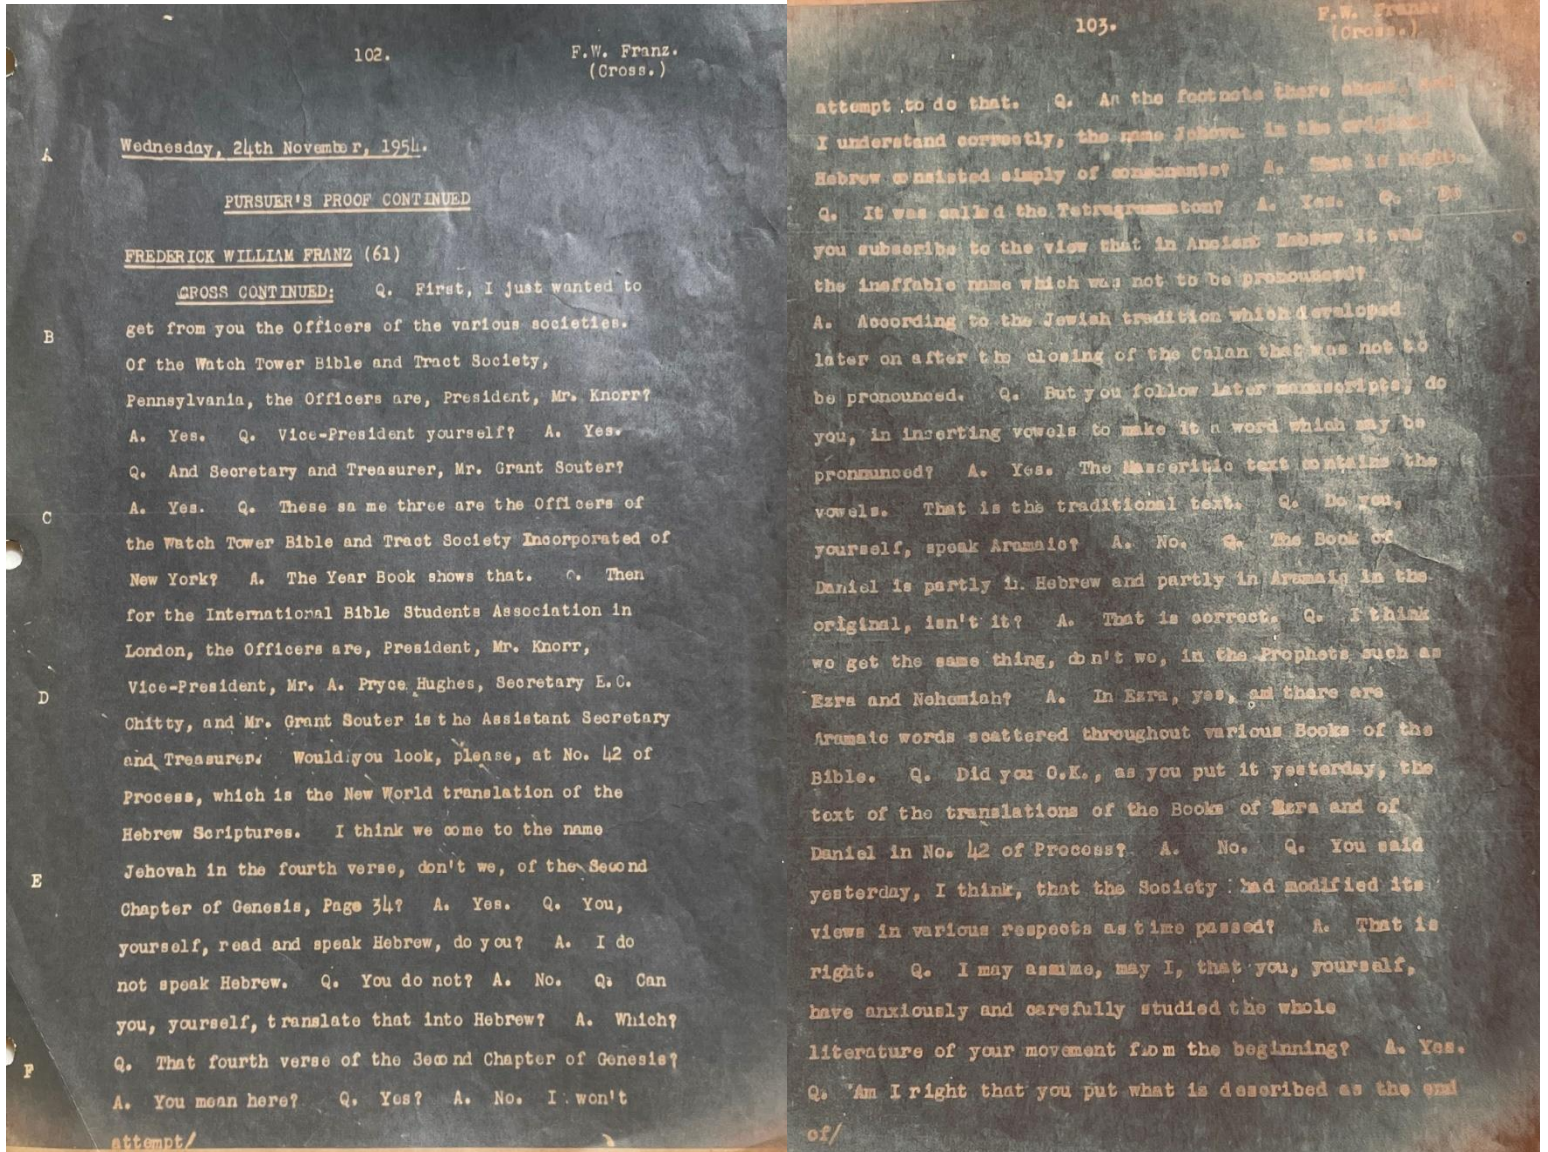 102.
F.W. Franz.
(Cross.)
A
Wednesday, 24th November, 1954.
PURSUER'S PROOF CONTINUED
FREDERICK WILLIAM FRANZ (61)
CROSS CONTINUED: Q. First, I just wanted to
B
get from you the Officers of the various societies.
Of the Watch Tower Bible and Tract Society,
Pennsylvania, the Officers are, President, Mr. Knorr?
A. Yes. Q. Vice-President yourself? A. Yes.
Q. And Secretary and Treasurer, Mr. Grant Souter?
A. Yes. Q. These same three are the Officers of
C
the Watch Tower Bible and Tract Society Incorporated of
New York? A. The Year Book shows that. Q. Then
for the International Bible Students Association in
London, the Officers are, President, Mr. Knorr,
Vice-President, Mr. A. Pryce Hughes, Secretary E.C.
D
Chitty, and Mr. Grant Souter is the Assistant Secretary
and Treasurer. Would you look, please, at No. 42 of
Process, which is the New World translation of the
Hebrew Scriptures. I think we come to the name
Jehovah in the fourth verse, don't we, of the Second
E
Chapter of Genesis, Page 34? A. Yes. Q. You,
yourself, read and speak Hebrew, do you? A. I do
not speak Hebrew. Q. You do not? A. No. Q. Can
you, yourself, translate that into Hebrew? A. Which?
Q. That fourth verse of the Second Chapter of Genesis?
F
A. You mean here? Q. Yes? A. No. I won't
attempt/
103.
F.W. Franz.
(Cross.)
attempt to do that. Q. As the footnote there
I understand correctly, the name Jehovah in the original
Hebrew consisted simply of consonants? A. That is right.
Q. It was called the Tetragrammaton? A. Yes. Q. Do
you subscribe to the view that in Ancient Hebrew it was
the ineffable name which was not to be pronounced?
A. According to the Jewish tradition which developed
later on after the closing of the Calan that was not to
be pronounced. Q. But you follow later manuscripts, do
you, in inserting vowels to make it a word which may be
pronounced? A. Yes. The Masseritic text contains the
vowels. That is the traditional text. Q. Do you,
yourself, speak Aramaic? A. No. Q. The Book of
Daniel is partly in Hebrew and partly in Aramaic in the
original, isn't it? A. That is correct. Q. I think
we get the same thing, don't we, in the Prophets such as
Ezra and Nehemiah? A. In Ezra, yes, and there are
Aramaic words scattered throughout various Books of the
Bible. Q. Did you O.K., as you put it yesterday, the
text of the translations of the Books of Ezra and of
Daniel in No. 42 of Process? A. No. Q. You said
yesterday, I think, that the Society had modified its
views in various respects as time passed? A. That is
right. Q. I may assume, may I, that you, yourself,
have anxiously and carefully studied the whole
literature of your movement from the beginning? A. Yes.
Q. Am I right that you put what is described as the end
of/